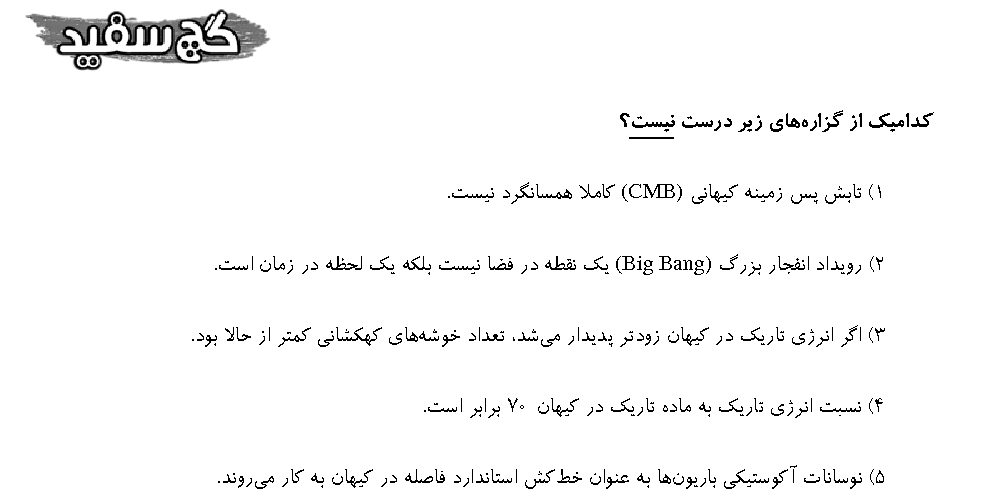 گچ سفید
کدامیک از گزاره‌های زیر درست نیست؟
۱) تابش پس زمینه کیهانی (CMB) کاملا همسانگرد نیست.
۲) رویداد انفجار بزرگ (Big Bang) یک نقطه در فضا نیست بلکه یک لحظه در زمان است.
۳) اگر انرژی تاریک در کیهان زودتر پدیدار می‌شد، تعداد خوشه‌های کهکشانی کمتر از حالا بود.
۴) نسبت انرژی تاریک به ماده تاریک در کیهان ۷۰ برابر است.
۵) نوسانات آکوستیکی باریون‌ها به عنوان خط‌کش استاندارد فاصله در کیهان به کار می‌روند.